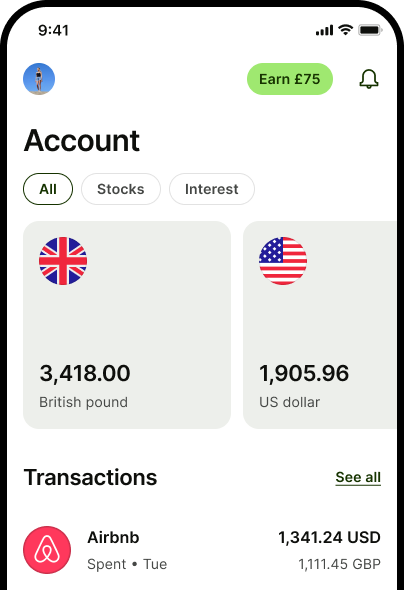 9:41
Earn £75
Account
All
Stocks
Interest
3,418.00
British pound
1,905.96
US dollar
Transactions
See all
Airbnb
1,341.24 USD
Spent • Tue
1,111.45 GBP